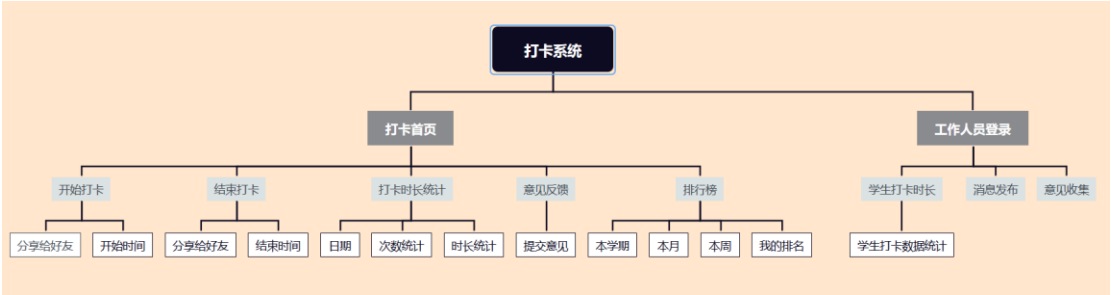 打卡系统
打卡首页
工作人员登录
开始打卡
结束打卡
打卡时长统计
意见反馈
排行榜
学生打卡时长
消息发布
意见收集
分享给好友
开始时间
分享给好友
结束时间
日期
次数统计
时长统计
提交意见
本学期
本月
本周
我的排名
学生打卡数据统计